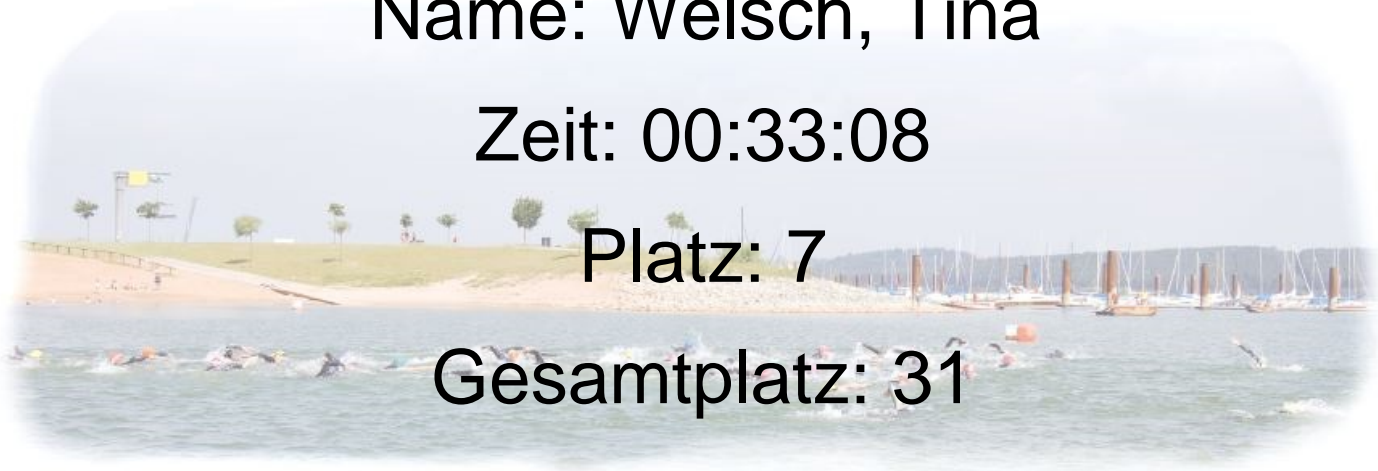 Name: Welsch, Tina
Zeit: 00:33:08
Platz: 7
Gesamtplatz: 31